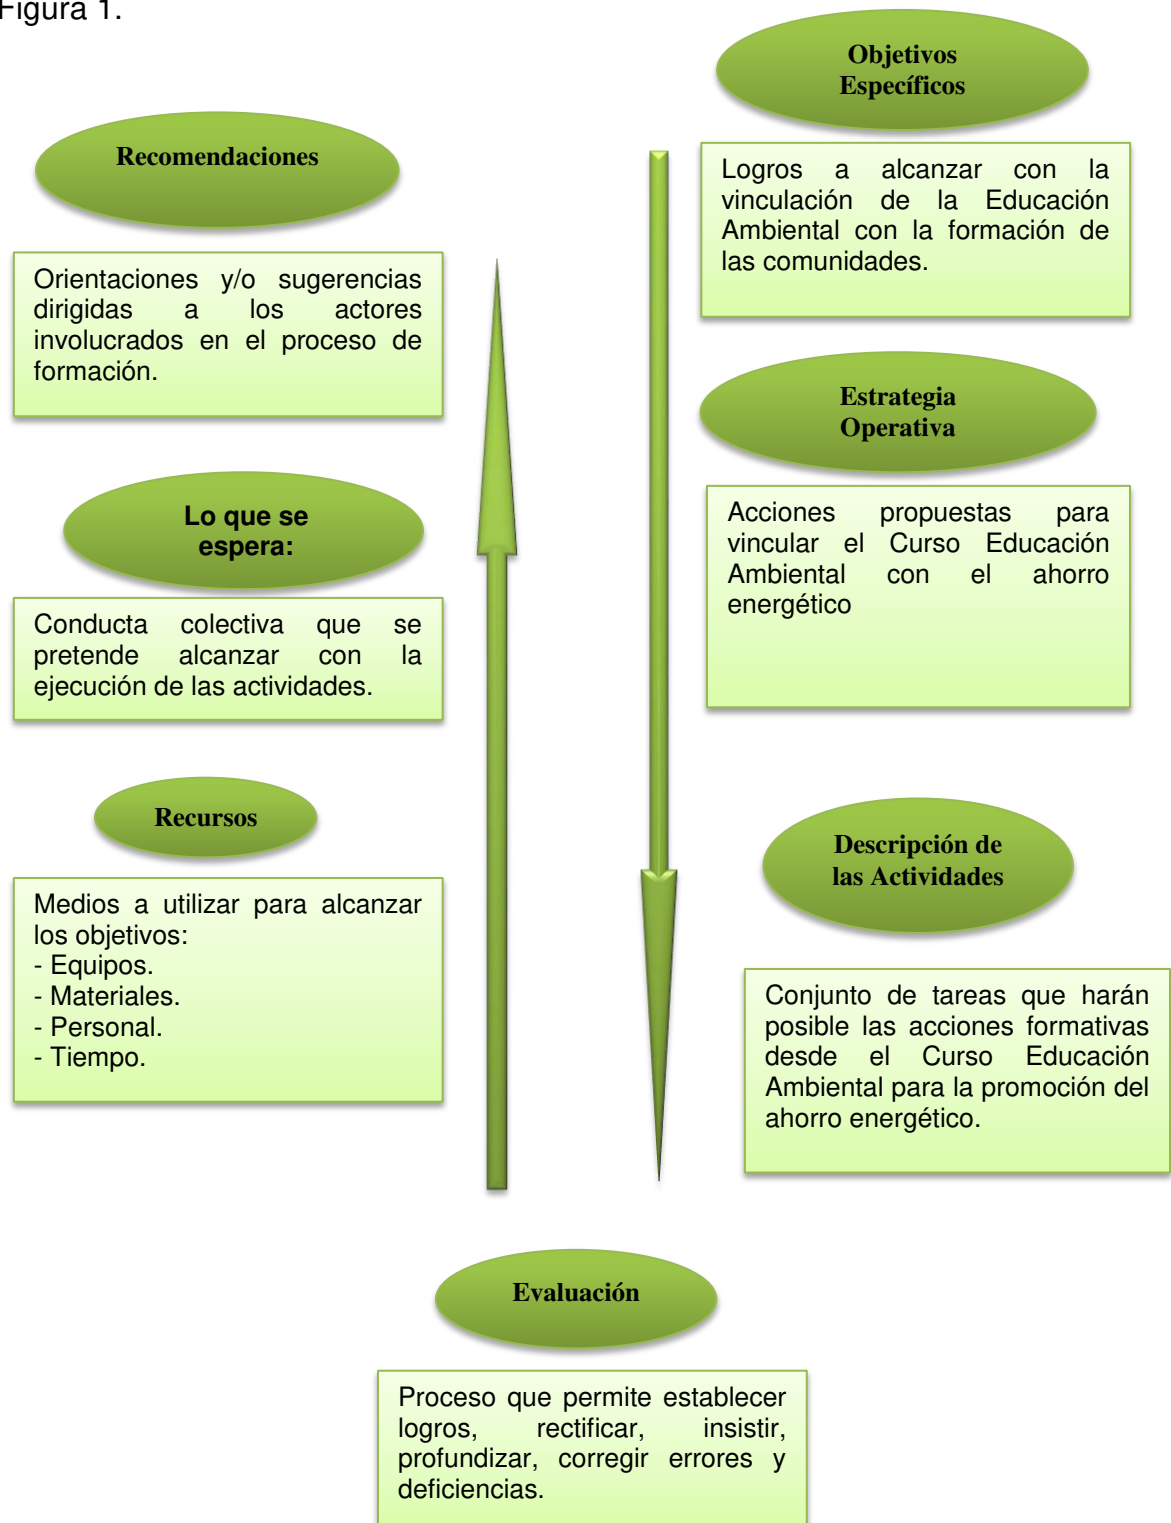 Figura 1.
Objetivos
Específicos
Logros a alcanzar con la
vinculación de la Educación
Ambiental con la formación de
las comunidades.
Recomendaciones
Orientaciones y/o sugerencias
dirigidas a los actores
involucrados en el proceso de
formación.
Estrategia
Operativa
Acciones propuestas para
vincular el Curso Educación
Ambiental con el ahorro
energético
Lo que se
espera:
Conducta colectiva que se
pretende alcanzar con la
ejecución de las actividades.
Recursos
Medios a utilizar para alcanzar
los objetivos:
- Equipos.
- Materiales.
- Personal.
- Tiempo.
Descripción de
las Actividades
Conjunto de tareas que harán
posible las acciones formativas
desde el Curso Educación
Ambiental para la promoción del
ahorro energético.
Evaluación
Proceso que permite establecer
logros, rectificar, insistir,
profundizar, corregir errores y
deficiencias.